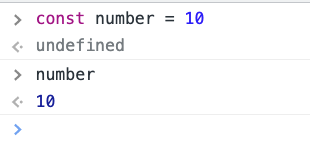 > const number = 10
<· undefined
> number
<· 10
>